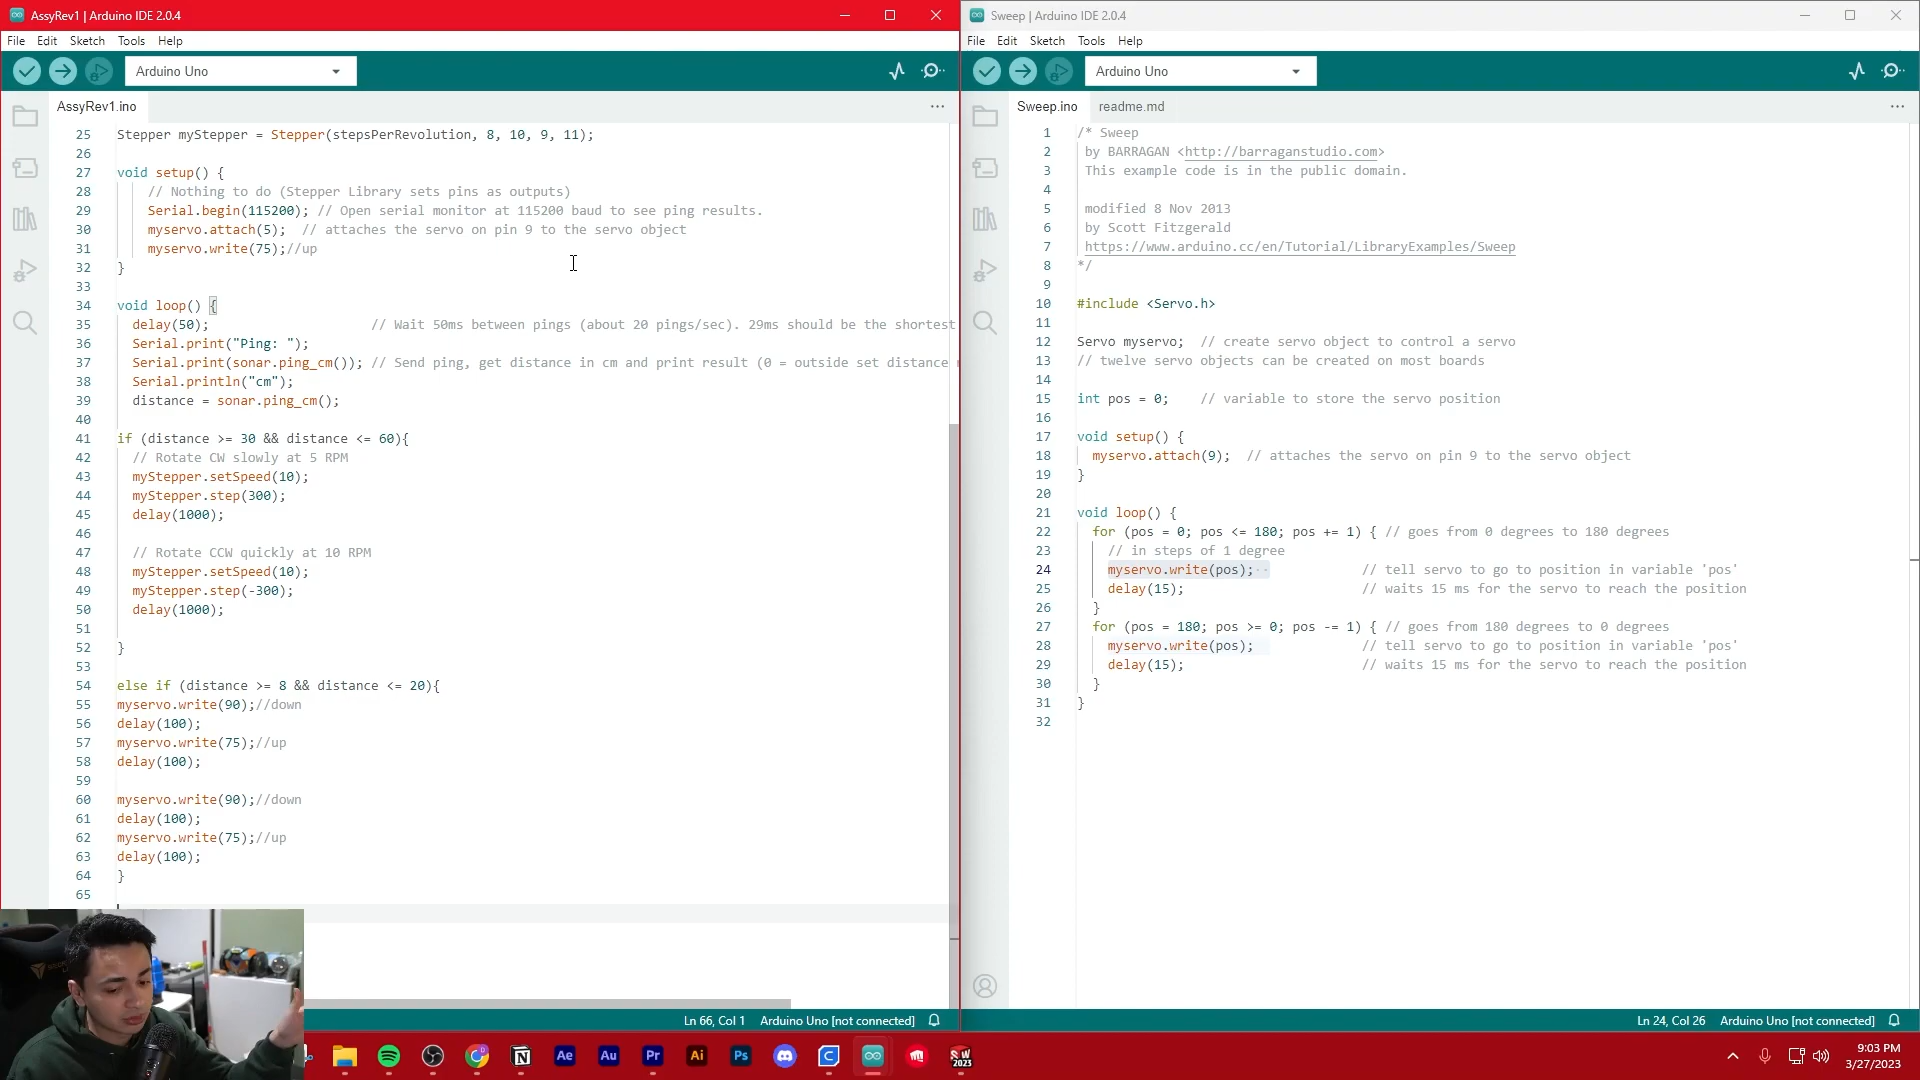 AssyRev1 | Arduino IDE 2.0.4
File Edit Sketch Tools Help
Arduino Uno
AssyRev1.ino
25 Stepper myStepper = Stepper(stepsPerRevolution, 8, 10, 9, 11);
26
27 void setup() {
28 // Nothing to do (Stepper Library sets pins as outputs)
29 Serial.begin(115200); // Open serial monitor at 115200 baud to see ping results.
30 myservo.attach(5); // attaches the servo on pin 9 to the servo object
31 myservo.write(75);//up
32 }
33
34 void loop() {
35 delay(50); // Wait 50ms between pings (about 20 pings/sec). 29ms should be the shortest
36 Serial.print("Ping: ");
37 Serial.print(sonar.ping_cm()); // Send ping, get distance in cm and print result (0 = outside set distance
38 Serial.println("cm");
39 distance = sonar.ping_cm();
40
41 if (distance >= 30 && distance <= 60){
42 // Rotate CW slowly at 5 RPM
43 myStepper.setSpeed(10);
44 myStepper.step(300);
45 delay(1000);
46
47 // Rotate CCW quickly at 10 RPM
48 myStepper.setSpeed(10);
49 myStepper.step(-300);
50 delay(1000);
51
52 }
53
54 else if (distance >= 8 && distance <= 20){
55 myservo.write(90);//down
56 delay(100);
57 myservo.write(75);//up
58 delay(100);
59
60 myservo.write(90);//down
61 delay(100);
62 myservo.write(75);//up
63 delay(100);
64 }
65
Ln 66, Col 1 Arduino Uno [not connected]
Sweep | Arduino IDE 2.0.4
File Edit Sketch Tools Help
Arduino Uno
Sweep.ino readme.md
1 /* Sweep
2 by BARRAGAN <http://barraganstudio.com>
3 This example code is in the public domain.
4
5 modified 8 Nov 2013
6 by Scott Fitzgerald
7 https://www.arduino.cc/en/Tutorial/LibraryExamples/Sweep
8 */
9
10 #include <Servo.h>
11
12 Servo myservo; // create servo object to control a servo
13 // twelve servo objects can be created on most boards
14
15 int pos = 0; // variable to store the servo position
16
17 void setup() {
18 myservo.attach(9); // attaches the servo on pin 9 to the servo object
19 }
20
21 void loop() {
22 for (pos = 0; pos <= 180; pos += 1) { // goes from 0 degrees to 180 degrees
23 // in steps of 1 degree
24 myservo.write(pos); // tell servo to go to position in variable 'pos'
25 delay(15); // waits 15 ms for the servo to reach the position
26 }
27 for (pos = 180; pos >= 0; pos -= 1) { // goes from 180 degrees to 0 degrees
28 myservo.write(pos); // tell servo to go to position in variable 'pos'
29 delay(15); // waits 15 ms for the servo to reach the position
30 }
31 }
32
Ln 24, Col 26 Arduino Uno [not connected]
Ae Au Pr Ai Ps SW 2023
9:03 PM
3/27/2023